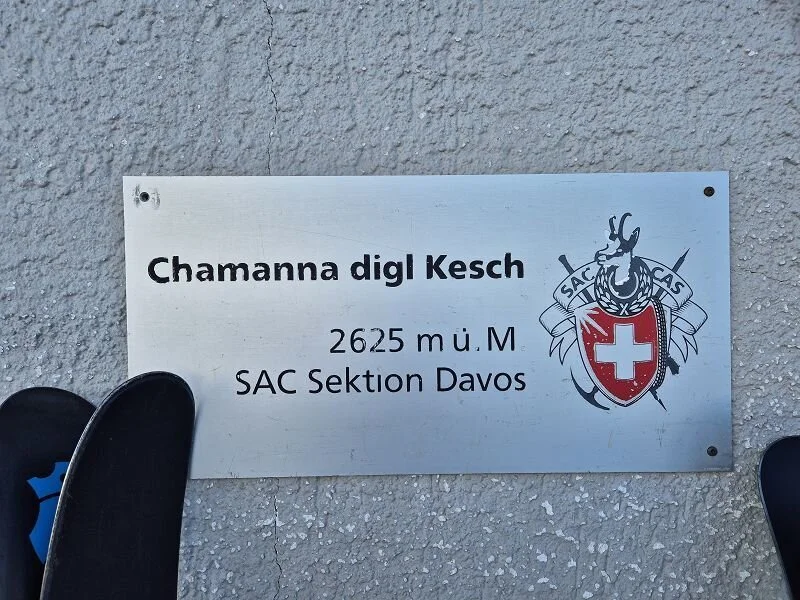 Chamanna digl Kesch
2625 m ü. M
SAC Sektion Davos
SAC CAS